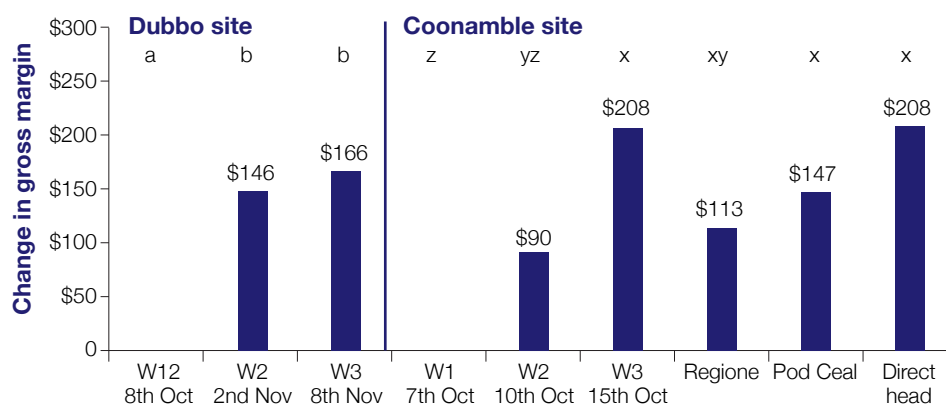 Change in gross margin
$300
$250
$200
$150
$100
$50
0
Dubbo site
Coonamble site
a b b z yz x xy x x
$146
$166
$90
$208
$113
$147
$208
W12 W2 W3 W1 W2 W3 Regione Pod Ceal Direct
8th Oct 2nd Nov 8th Nov 7th Oct 10th Oct 15th Oct head